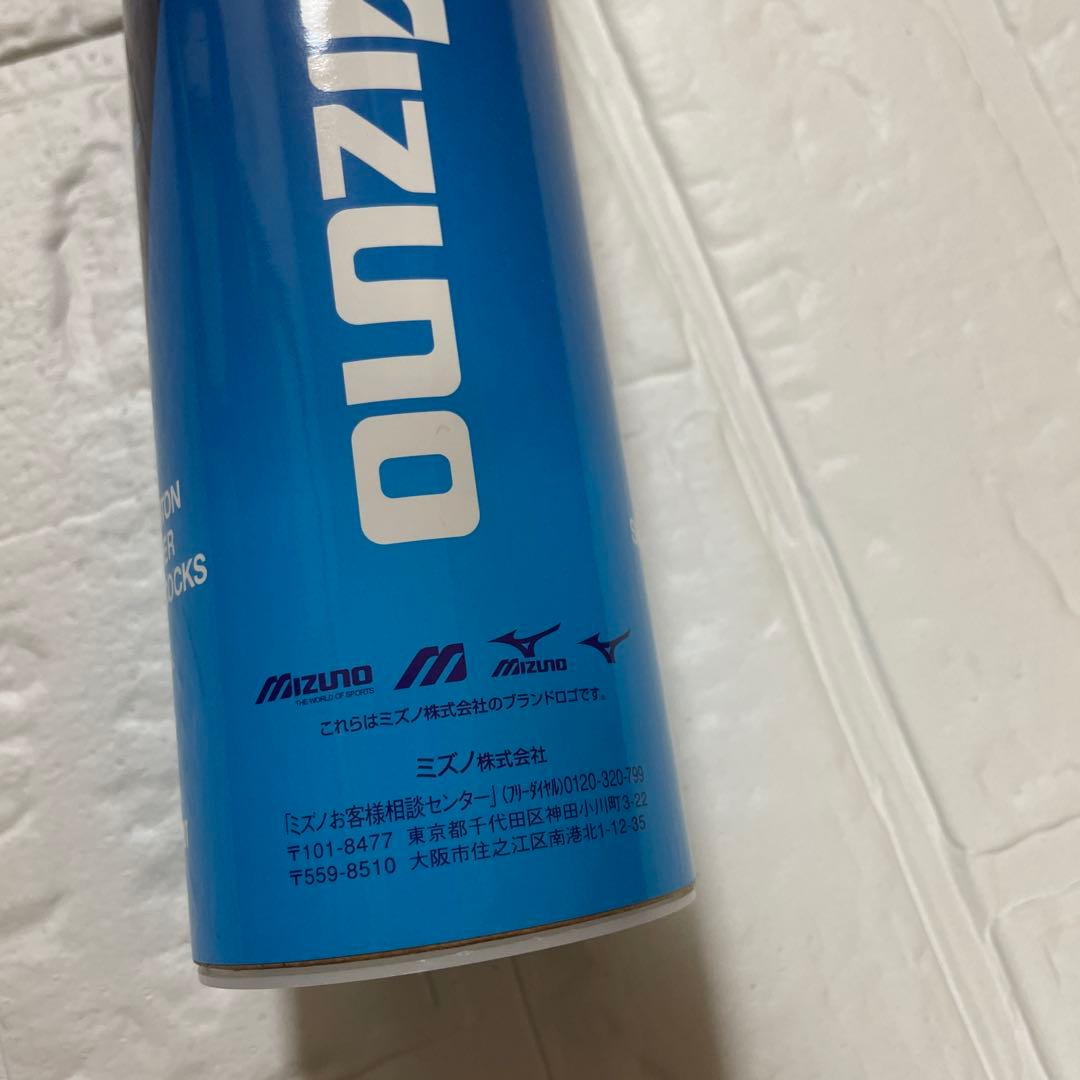 MIZUNO
OCKS
MIZUNO
THE WORLD OF SPORTS
MIZUNO
これらはミズノ株式会社のブランドロゴです。
ミズノ株式会社
「ミズノお客様相談センター」(フリーダイヤル)0120-320-799
〒101-8477 東京都千代田区神田小川町3-22
〒559-8510 大阪市住之江区南港北1-12-35